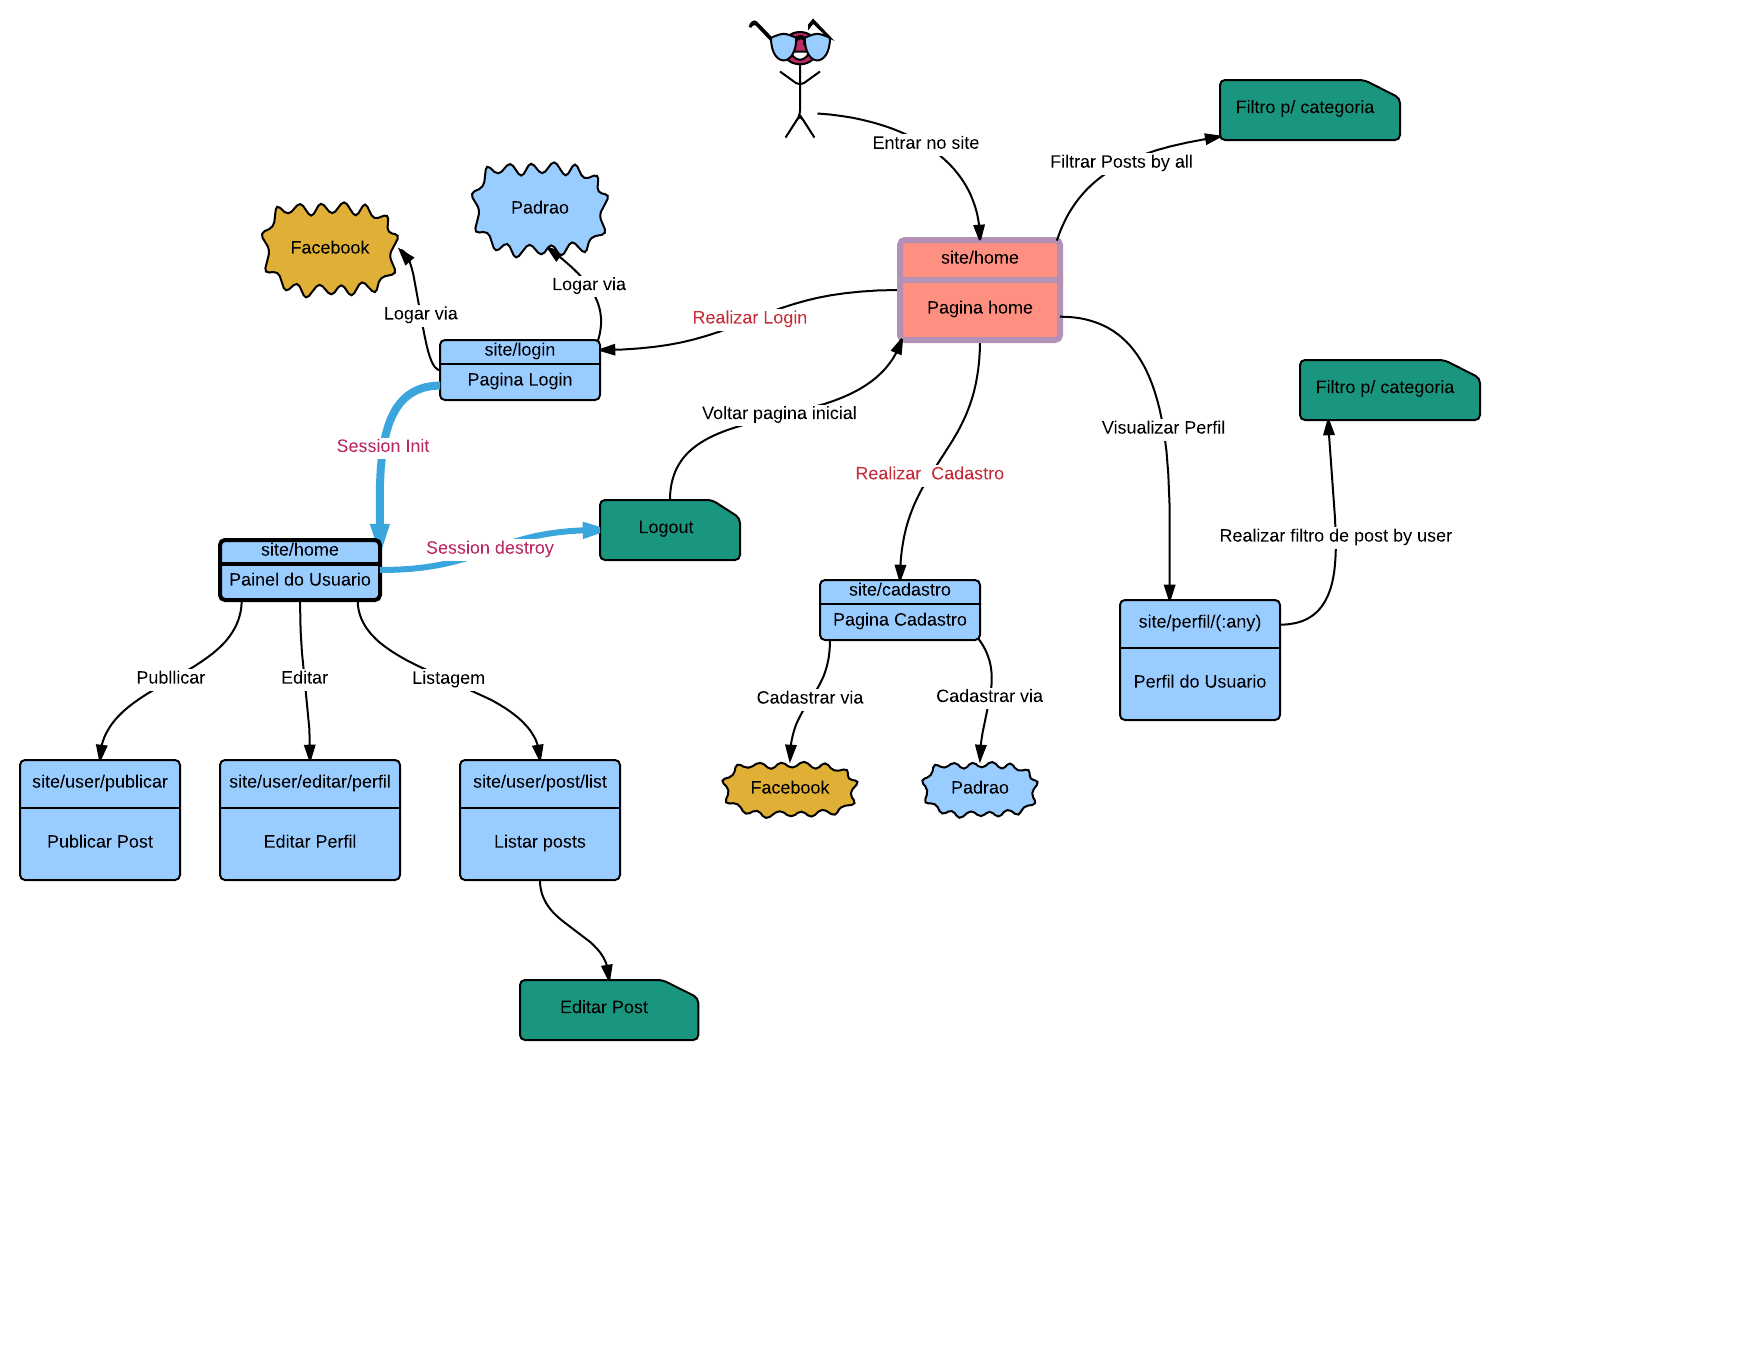 Filtro p/ categoria
Entrar no site
Filtrar Posts by all
Padrao
Facebook
site/home
Pagina home
Logar via
Logar via
Realizar Login
site/login
Pagina Login
Filtro p/ categoria
Voltar pagina inicial
Visualizar Perfil
Session Init
Realizar  Cadastro
Logout
Realizar filtro de post by user
Session destroy
site/home
Painel do Usuario
site/cadastro
Pagina Cadastro
site/perfil/(:any)
Perfil do Usuario
Publlicar
Editar
Listagem
Cadastrar via
Cadastrar via
site/user/publicar
Publicar Post
site/user/editar/perfil
Editar Perfil
site/user/post/list
Listar posts
Facebook
Padrao
Editar Post